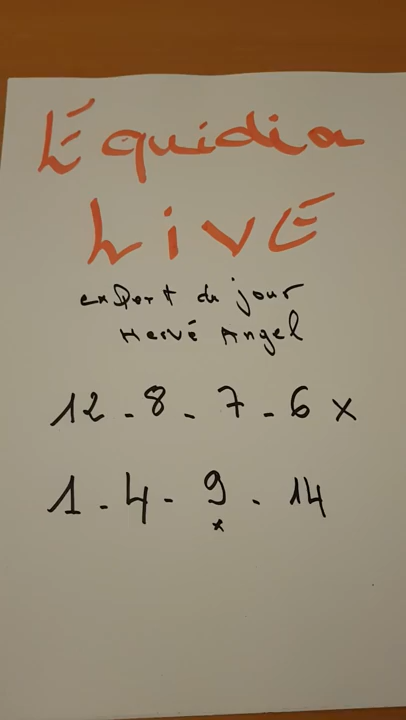 Équidia
LIVE
expert du jour
Hervé Angel
12 - 8 - 7 - 6 x
1 - 4 - 9 - 14
x